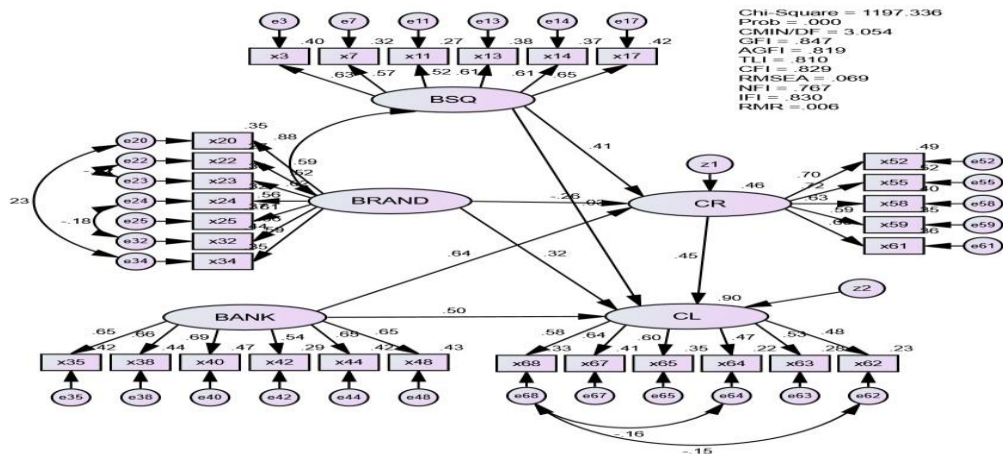 Chi-Square = 1197.336
Prob = .000
CMIN/DF = 3.054
GFI = .847
AGFI = .819
TLI = .810
CFI = .829
RMSEA = .069
NFI = .767
IFI = .830
RMR = .006
e3 e7 e11 e13 e14 e17
.40 .32 .27 .38 .37 .42
x3 x7 x11 x13 x14 x17
.63 .57 .52 .61 .61 .65
BSQ
e20 x20 .35 .88
e22 x22
e23 x23
e24 x24 .56
e25 x25
e32 x32
e34 x34
.23
-.18
.59
BRAND
.41
-.26
.32
z1
.46
CR
.70 .49 x52 e52
.72 .52 x55 e55
.63 .40 x58 e58
.59 .35 x59 e59
.36 x61 e61
.64
.45
z2
BANK
.50
.90
CL
.65 .66 .69 .54 .65 .65
.42 .44 .47 .29 .42 .43
x35 x38 x40 x42 x44 x48
e35 e38 e40 e42 e44 e48
.58 .64 .60 .47 .53 .48
.33 .41 .35 .22 .28 .23
x68 x67 x65 x64 x63 x62
e68 e67 e65 e64 e63 e62
-.16
-.15